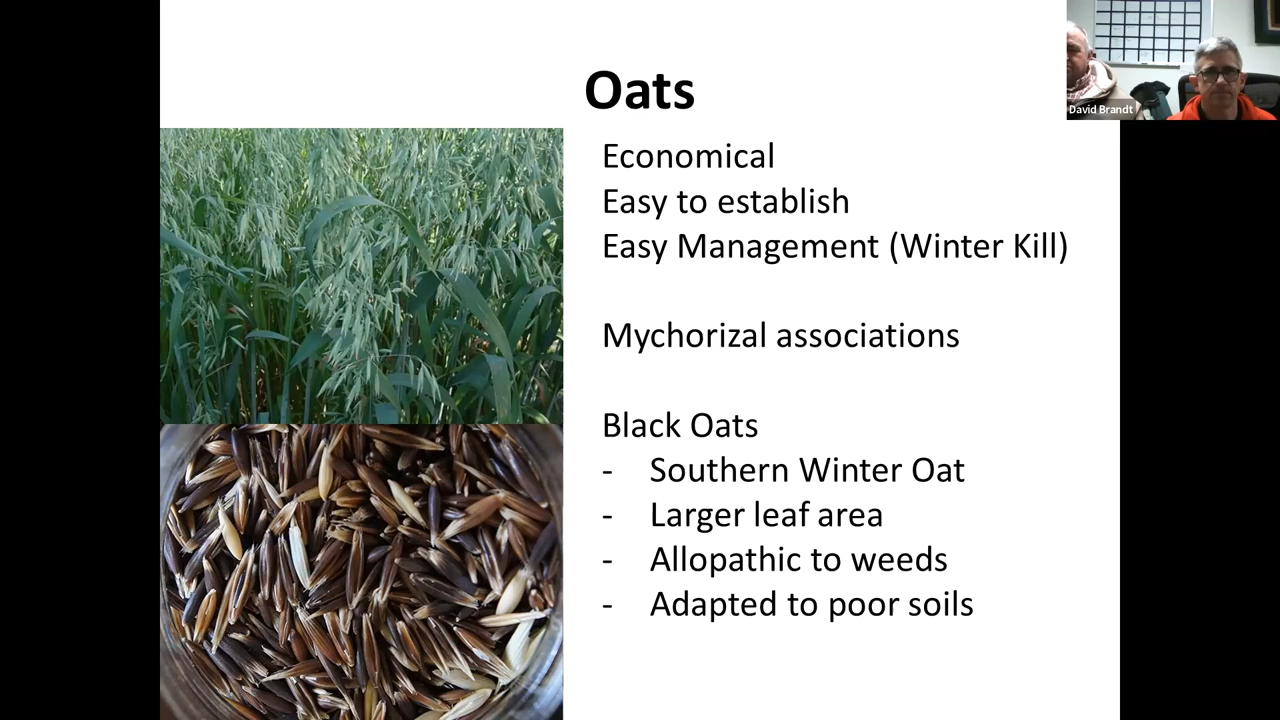 Oats
David Brandt
Economical
Easy to establish
Easy Management (Winter Kill)
Mychorizal associations
Black Oats
- Southern Winter Oat
- Larger leaf area
- Allopathic to weeds
- Adapted to poor soils